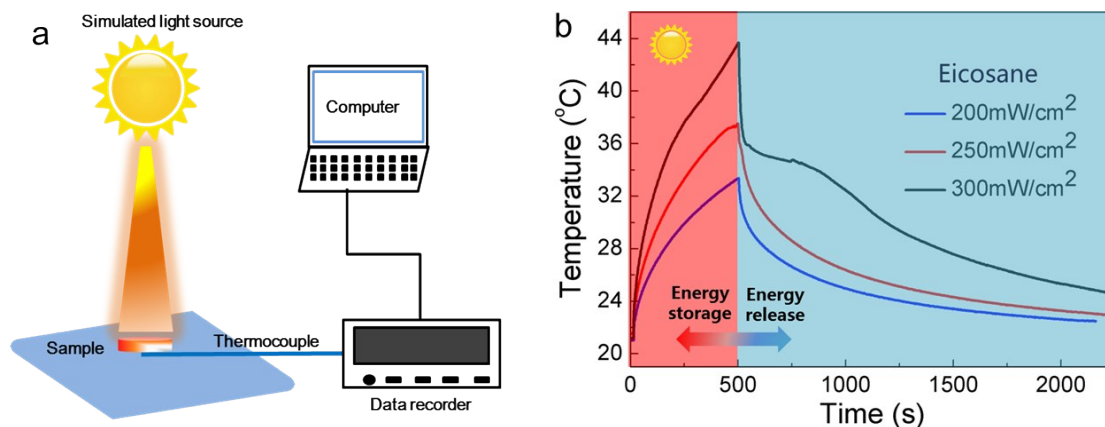 a
Simulated light source
Computer
Sample
Thermocouple
Data recorder
b
Temperature (°C)
44
40
36
32
28
24
20
Eicosane
200mW/cm²
250mW/cm²
300mW/cm²
Energy
storage
Energy
release
0
500
1000
1500
2000
Time (s)